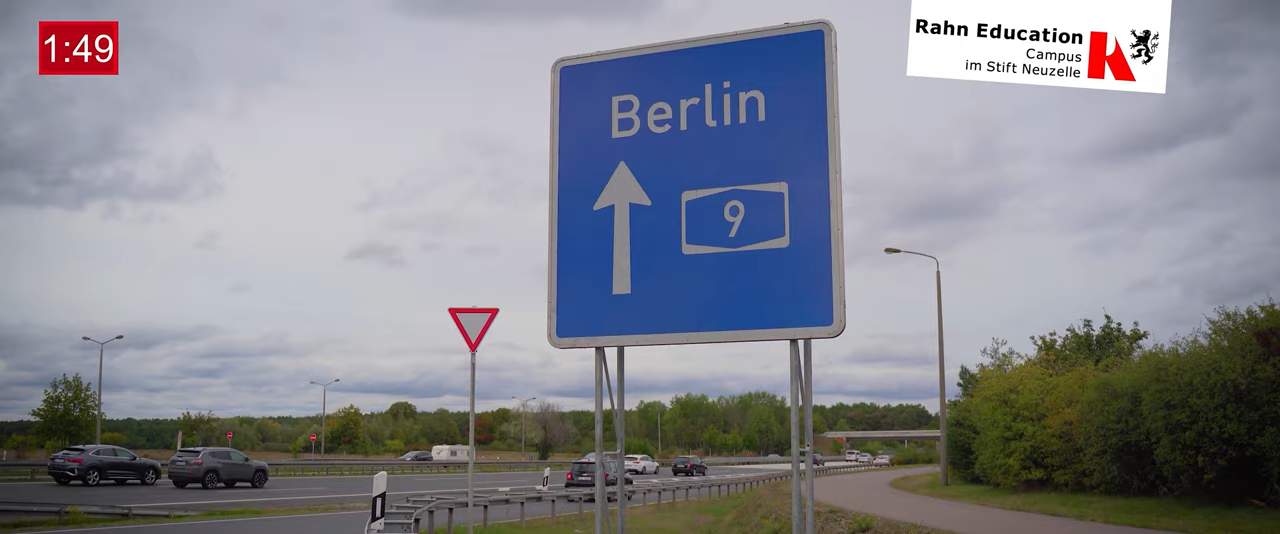 1:49
Rahn Education
Campus
im Stift Neuzelle
Berlin
9